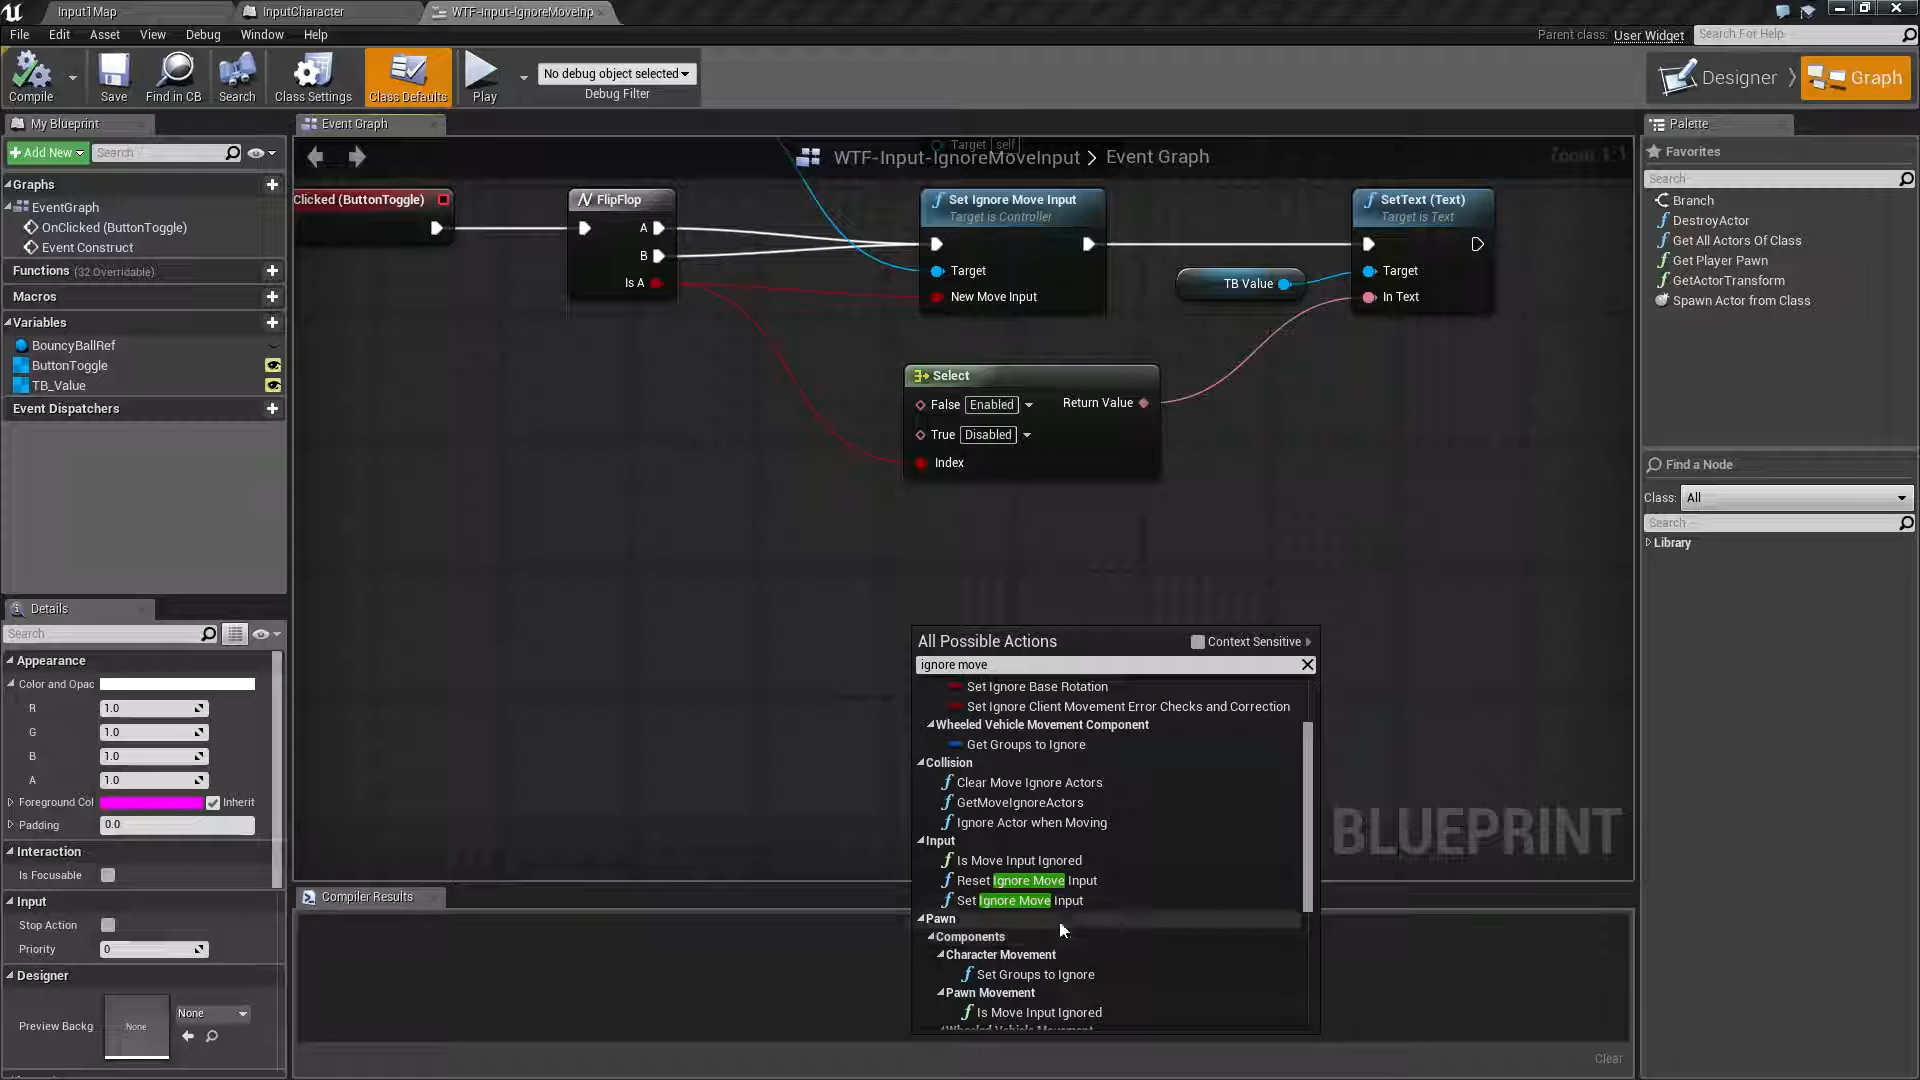 Input1Map
InputCharacter
WTF-Input-IgnoreMoveInp
File Edit Asset View Debug Window Help
Parent class: User Widget
Search For Help
Compile
Save
Find in CB
Search
Class Settings
Class Defaults
Play
No debug object selected
Debug Filter
Designer
Graph
My Blueprint
Add New
Search
Graphs
EventGraph
OnClicked (ButtonToggle)
Event Construct
Functions (32 Overridable)
Macros
Variables
BouncyBallRef
ButtonToggle
TB_Value
Event Dispatchers
Details
Search
Appearance
Color and Opac
R 1.0
G 1.0
B 1.0
A 1.0
Foreground Col
Inherit
Padding 0.0
Interaction
Is Focusable
Input
Stop Action
Priority 0
Designer
Preview Backg
None
None
Event Graph
Target self
WTF-Input-IgnoreMoveInput > Event Graph
Zoom 1:1
Clicked (ButtonToggle)
FlipFlop
A
B
Is A
Set Ignore Move Input
Target is Controller
Target
New Move Input
TB Value
SetText (Text)
Target is Text
Target
In Text
Select
False Enabled
Return Value
True Disabled
Index
BLUEPRINT
All Possible Actions
Context Sensitive
ignore move
Set Ignore Base Rotation
Set Ignore Client Movement Error Checks and Correction
Wheeled Vehicle Movement Component
Get Groups to Ignore
Collision
Clear Move Ignore Actors
GetMoveIgnoreActors
Ignore Actor when Moving
Input
Is Move Input Ignored
Reset Ignore Move Input
Set Ignore Move Input
Pawn
Components
Character Movement
Set Groups to Ignore
Pawn Movement
Is Move Input Ignored
Wheeled Vehicle Movement
Compiler Results
Clear
Palette
Favorites
Search
Branch
DestroyActor
Get All Actors Of Class
Get Player Pawn
GetActorTransform
Spawn Actor from Class
Find a Node
Class: All
Search
Library